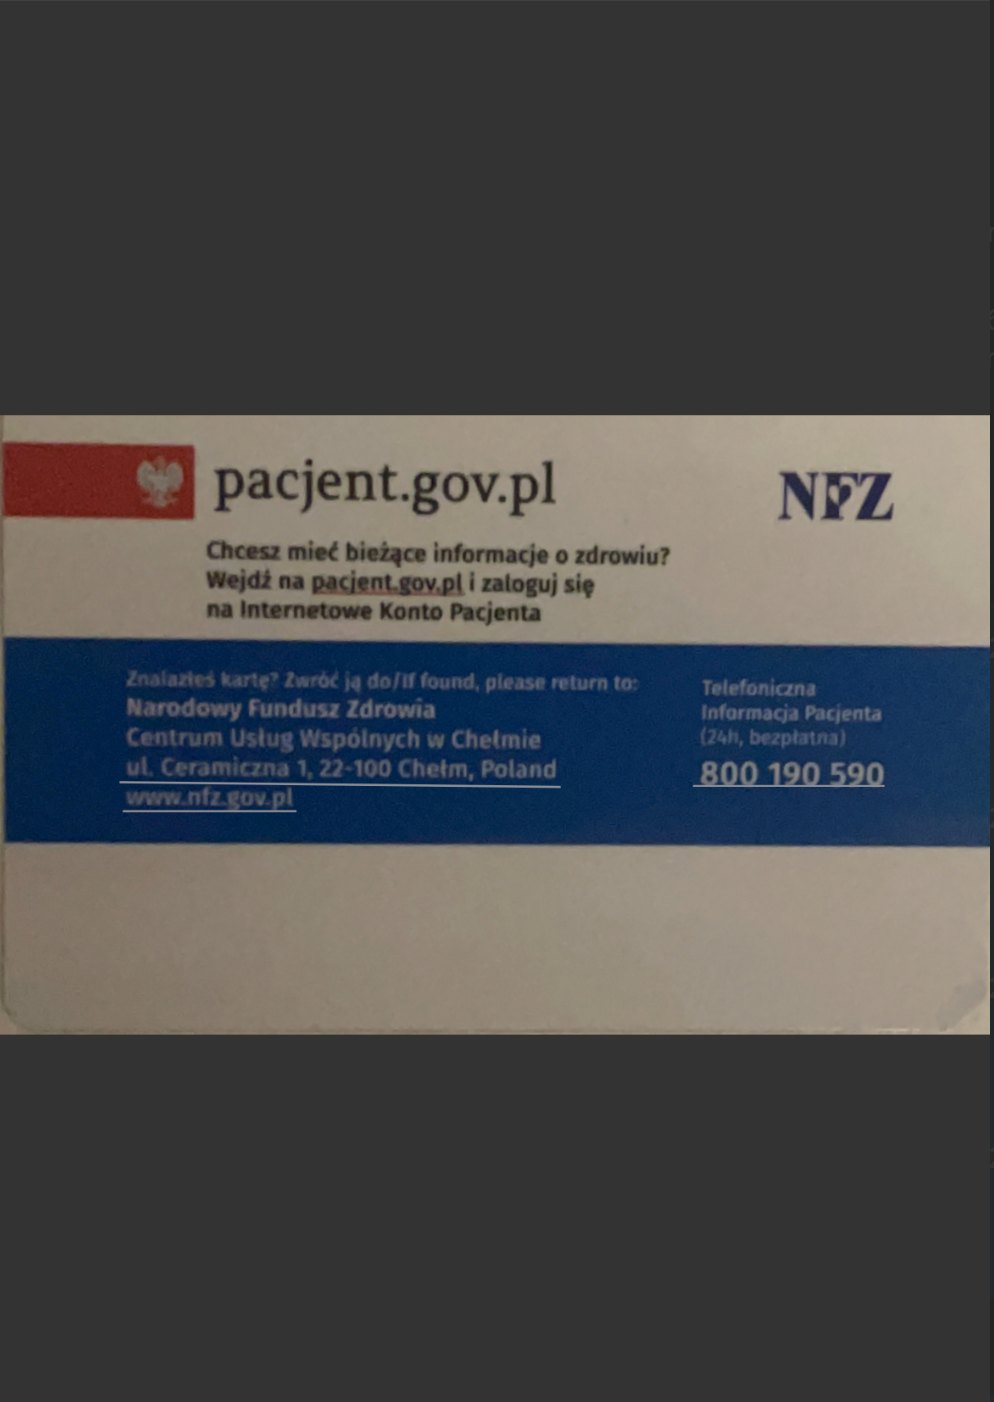 pacjent.gov.pl
NFZ
Chcesz mieć bieżące informacje o zdrowiu?
Wejdź na pacjent.gov.pl i zaloguj się
na Internetowe Konto Pacjenta
Znalazłeś kartę? Zwróć ją do/If found, please return to:
Narodowy Fundusz Zdrowia
Centrum Usług Wspólnych w Chełmie
ul. Ceramiczna 1, 22-100 Chełm, Poland
www.nfz.gov.pl
Telefoniczna
Informacja Pacjenta
(24h, bezpłatna)
800 190 590